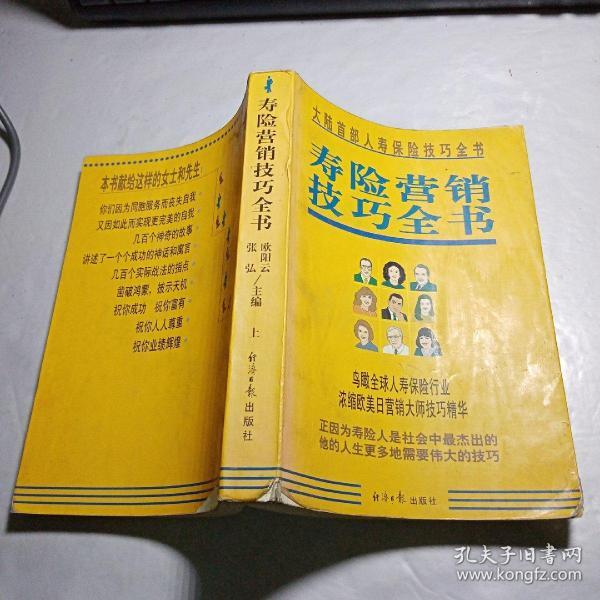 大陆首部人寿保险技巧全书
寿险营销
技巧全书
鸟瞰全球人寿保险行业
浓缩欧美日营销大师技巧精华
正因为寿险人是社会中最杰出的
他的人生更多地需要伟大的技巧
经济日报出版社
寿险营销技巧全书
欧阳云
张弘/主编
上
经济日报出版社
本书献给这样的女士和先生:
你们因为同胞服务而丧失自我
又因如此而实现更完美的自我
几百个神奇的故事
讲述了一个个成功的神话和寓言
几百个实际战法的指点
凿破鸿蒙，披示天机
祝你成功 祝你富有
祝你人人尊重
祝你业绩辉煌
孔夫子旧书网
www.kongfz.com